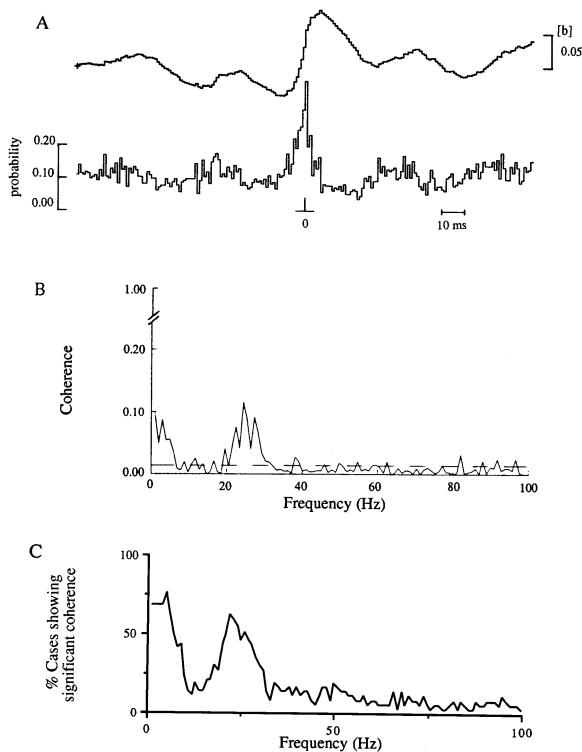 A
[b]
0.05
probability
0.20
0.10
0.00
0
10 ms
B
Coherence
1.00
0.20
0.10
0.00
0 20 40 60 80 100
Frequency (Hz)
C
% Cases showing
significant coherence
100
50
0
0 50 100
Frequency (Hz)